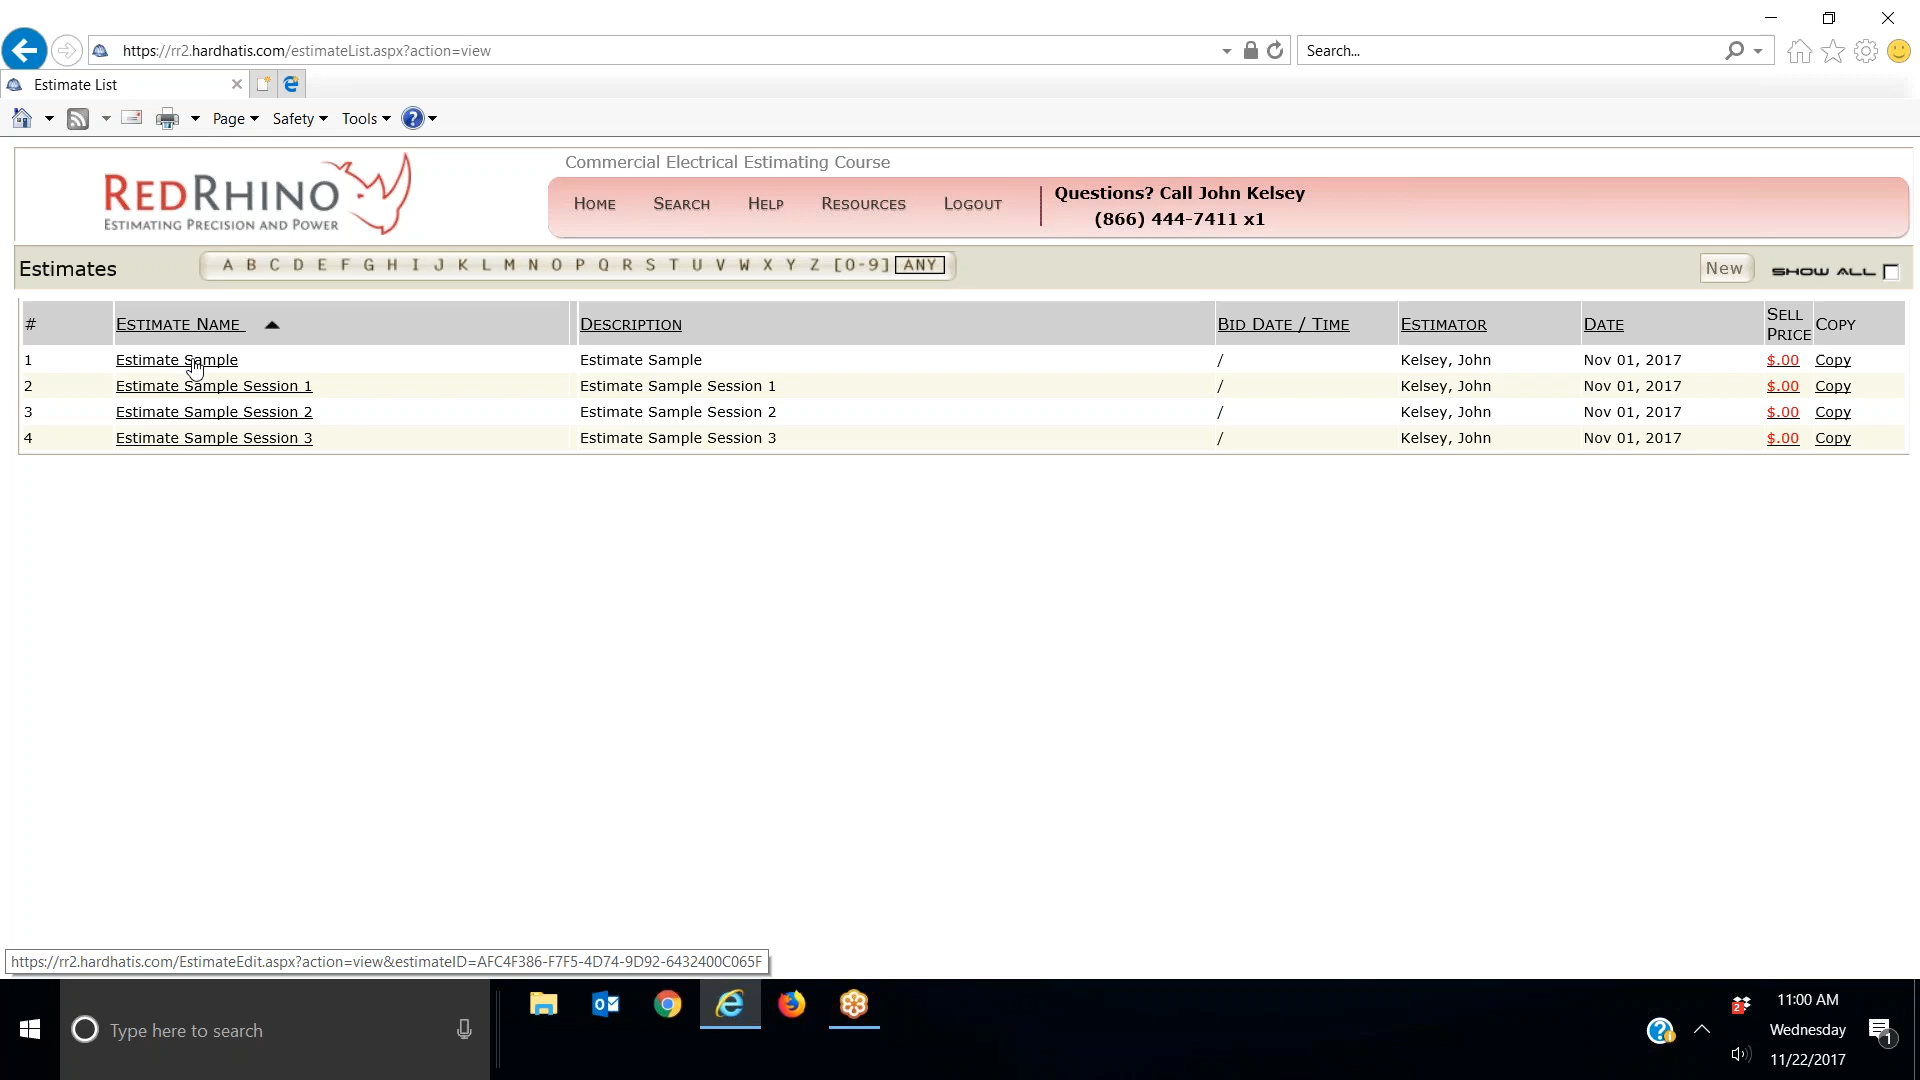 https://rr2.hardhatis.com/estimateList.aspx?action=view
Search...
Estimate List
Page
Safety
Tools
?
REDRHINO
ESTIMATING PRECISION AND POWER
Commercial Electrical Estimating Course
HOME SEARCH HELP RESOURCES LOGOUT
Questions? Call John Kelsey
(866) 444-7411 x1
Estimates
A B C D E F G H I J K L M N O P Q R S T U V W X Y Z [0-9] ANY
New
SHOW ALL
# ESTIMATE NAME DESCRIPTION BID DATE / TIME ESTIMATOR DATE SELL PRICE COPY
1 Estimate Sample Estimate Sample / Kelsey, John Nov 01, 2017 $.00 Copy
2 Estimate Sample Session 1 Estimate Sample Session 1 / Kelsey, John Nov 01, 2017 $.00 Copy
3 Estimate Sample Session 2 Estimate Sample Session 2 / Kelsey, John Nov 01, 2017 $.00 Copy
4 Estimate Sample Session 3 Estimate Sample Session 3 / Kelsey, John Nov 01, 2017 $.00 Copy
https://rr2.hardhatis.com/EstimateEdit.aspx?action=view&estimateID=AFC4F386-F7F5-4D74-9D92-6432400C065F
Type here to search
2
11:00 AM
Wednesday
11/22/2017
1